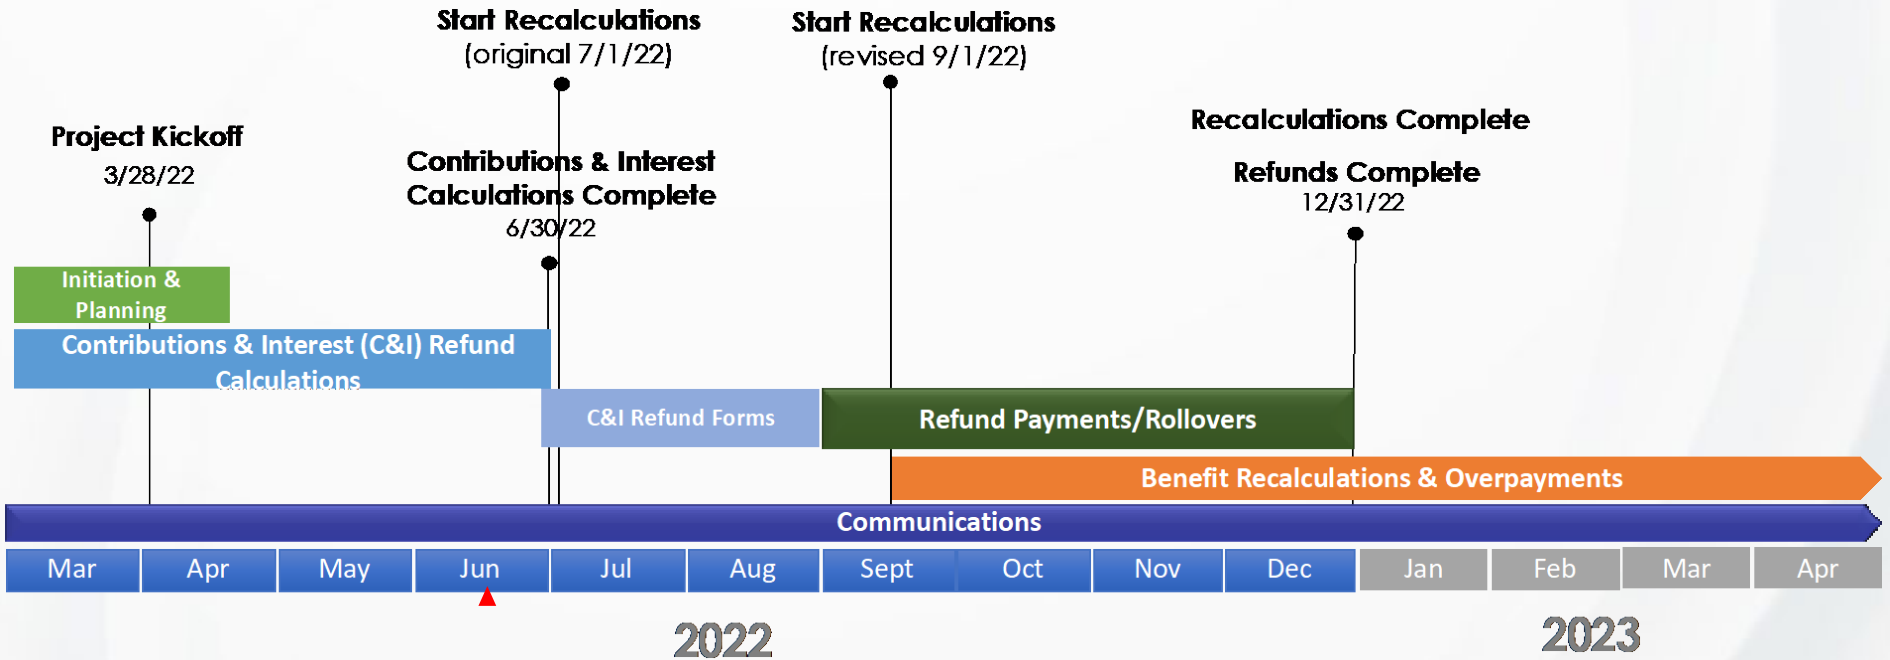 Start Recalculations
(original 7/1/22)
Start Recalculations
(revised 9/1/22)
Project Kickoff
3/28/22
Contributions & Interest
Calculations Complete
6/30/22
Recalculations Complete
Refunds Complete
12/31/22
Initiation &
Planning
Contributions & Interest (C&I) Refund
Calculations
C&I Refund Forms
Refund Payments/Rollovers
Benefit Recalculations & Overpayments
Communications
Mar Apr May Jun Jul Aug Sept Oct Nov Dec Jan Feb Mar Apr
2022 2023